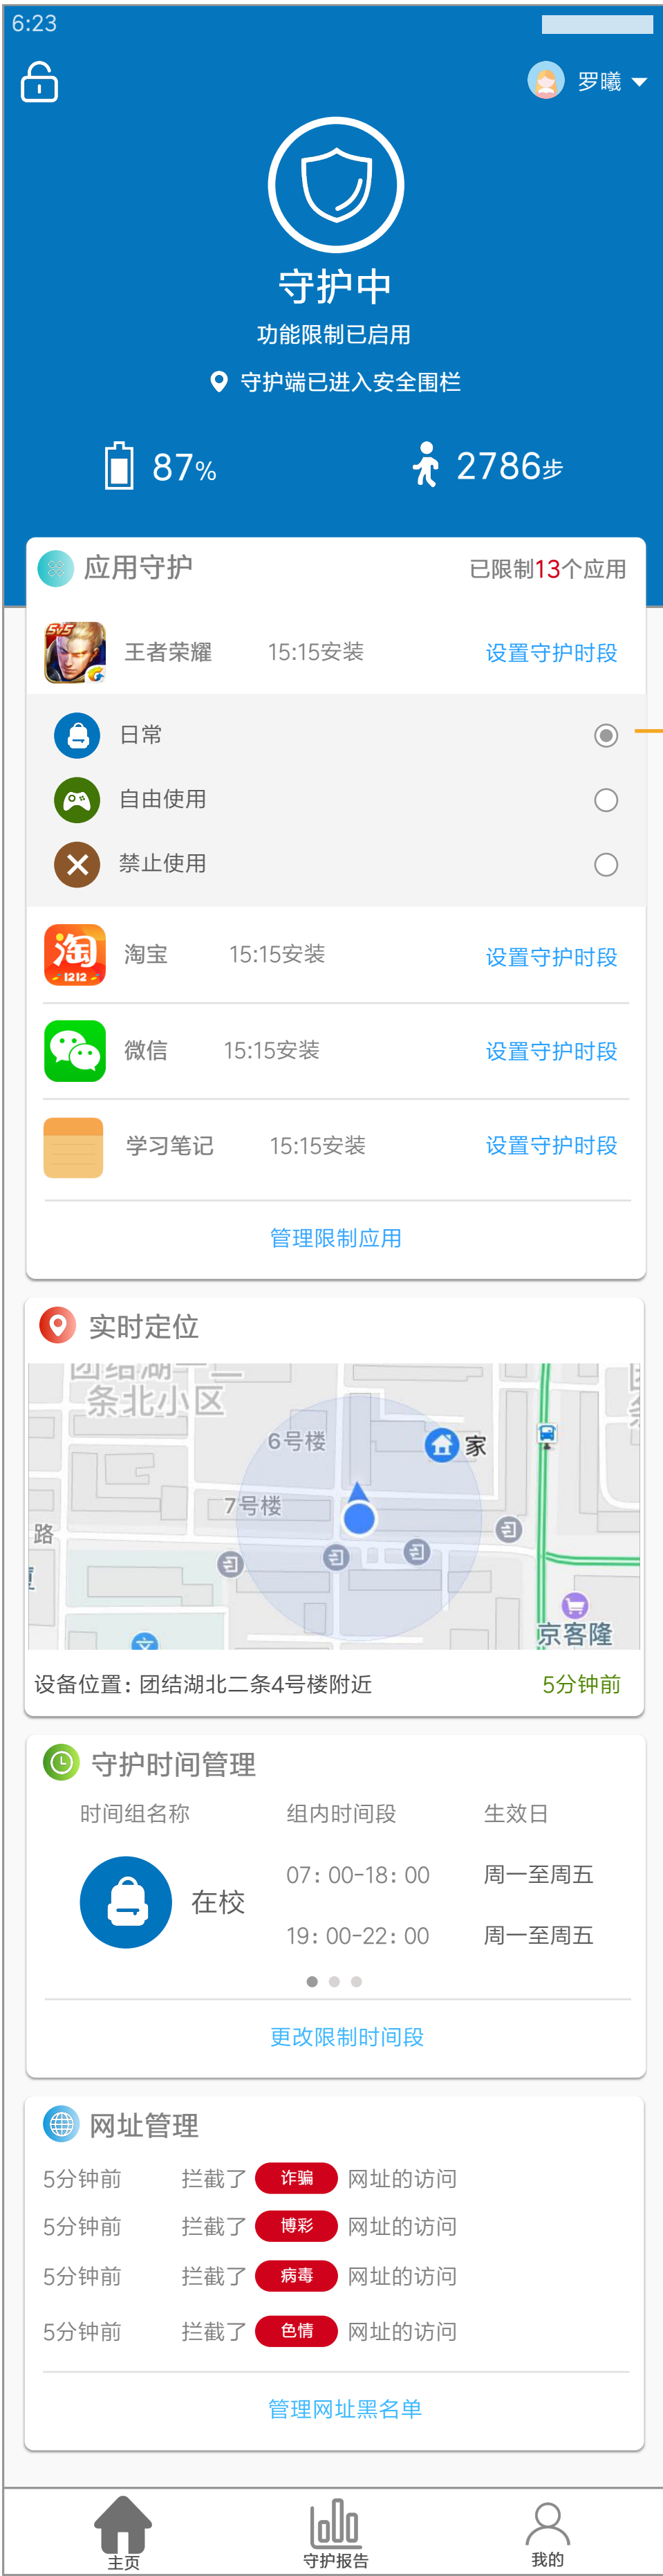 6:23
罗曦
守护中
功能限制已启用
守护端已进入安全围栏
87% 2786步
应用守护 已限制13个应用
5v5
王者荣耀 15:15安装 设置守护时段
日常
自由使用
禁止使用
淘
1212
淘宝 15:15安装 设置守护时段
微信 15:15安装 设置守护时段
学习笔记 15:15安装 设置守护时段
管理限制应用
实时定位
团结湖一二
条北小区
6号楼
家
7号楼
路
文
京客隆
设备位置：团结湖北二条4号楼附近 5分钟前
守护时间管理
时间组名称 组内时间段 生效日
07：00-18：00 周一至周五
在校
19：00-22：00 周一至周五
更改限制时间段
网址管理
5分钟前 拦截了 诈骗 网址的访问
5分钟前 拦截了 博彩 网址的访问
5分钟前 拦截了 病毒 网址的访问
5分钟前 拦截了 色情 网址的访问
管理网址黑名单
主页 守护报告 我的